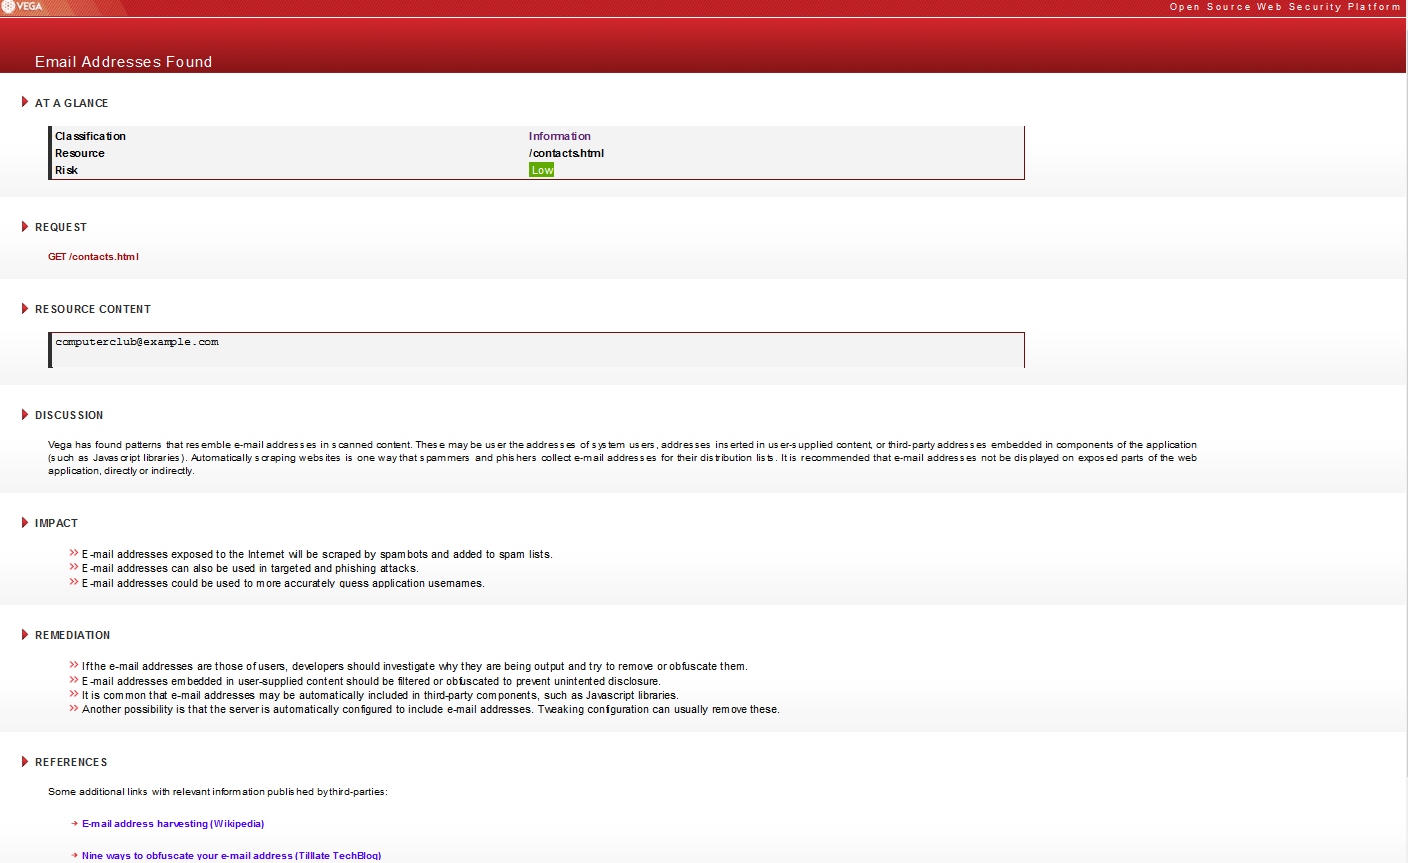 VEGA Open Source Web Security Platform
Email Addresses Found
AT A GLANCE
Classification Information
Resource /contacts.html
Risk Low
REQUEST
GET /contacts.html
RESOURCE CONTENT
computerclub@example.com
DISCUSSION
Vega has found patterns that resemble e-mail addresses in scanned content. These may be user the addresses of system users, addresses inserted in user-supplied content, or third-party addresses embedded in components of the application
(such as Javascript libraries). Automatically scraping websites is one way that spammers and phishers collect e-mail addresses for their distribution lists. It is recommended that e-mail addresses not be displayed on exposed parts of the web
application, directly or indirectly.
IMPACT
>> E-mail addresses exposed to the Internet will be scraped by spambots and added to spam lists.
>> E-mail addresses can also be used in targeted and phishing attacks.
>> E-mail addresses could be used to more accurately guess application usernames.
REMEDIATION
>> If the e-mail addresses are those of users, developers should investigate why they are being output and try to remove or obfuscate them.
>> E-mail addresses embedded in user-supplied content should be filtered or obfuscated to prevent unintended disclosure.
>> It is common that e-mail addresses may be automatically included in third-party components, such as Javascript libraries.
>> Another possibility is that the server is automatically configured to include e-mail addresses. Tweaking configuration can usually remove these.
REFERENCES
Some additional links with relevant information published by third-parties:
→ E-mail address harvesting (Wikipedia)
→ Nine ways to obfuscate your e-mail address (Tilllate TechBlog)